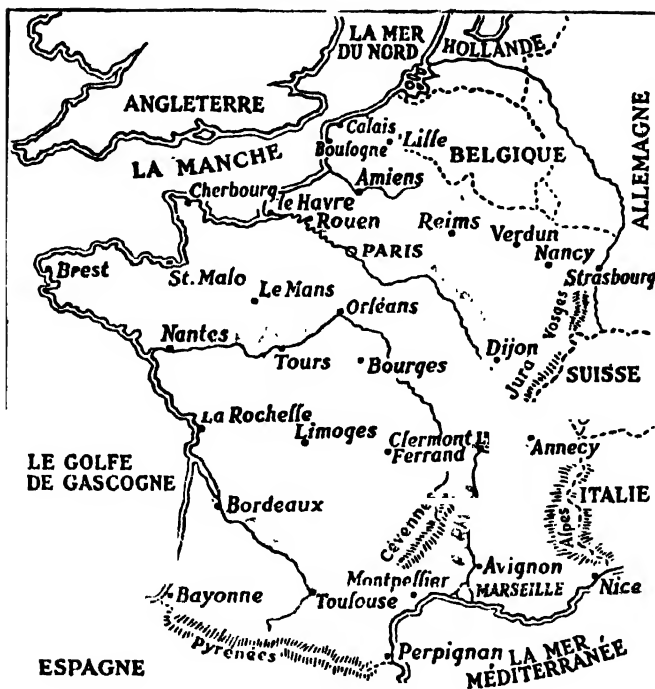 LA MER
DU NORD
HOLLANDE
ANGLETERRE
ALLEMAGNE
Calais
Boulogne
Lille
BELGIQUE
LA MANCHE
Amiens
Cherbourg
le Havre
Rouen
Reims
Verdun
PARIS
Nancy
Strasbourg
Brest
St. Malo
Le Mans
Vosges
Orléans
Nantes
Tours
Bourges
Dijon
Jura
SUISSE
La Rochelle
Limoges
Clermont
Ferrand
Annecy
LE GOLFE
DE GASCOGNE
ITALIE
Bordeaux
Cévenne
Alpes
Avignon
Montpellier
MARSEILLE
Nice
Bayonne
Toulouse
Pyrénées
Perpignan
LA MER
MÉDITERRANÉE
ESPAGNE